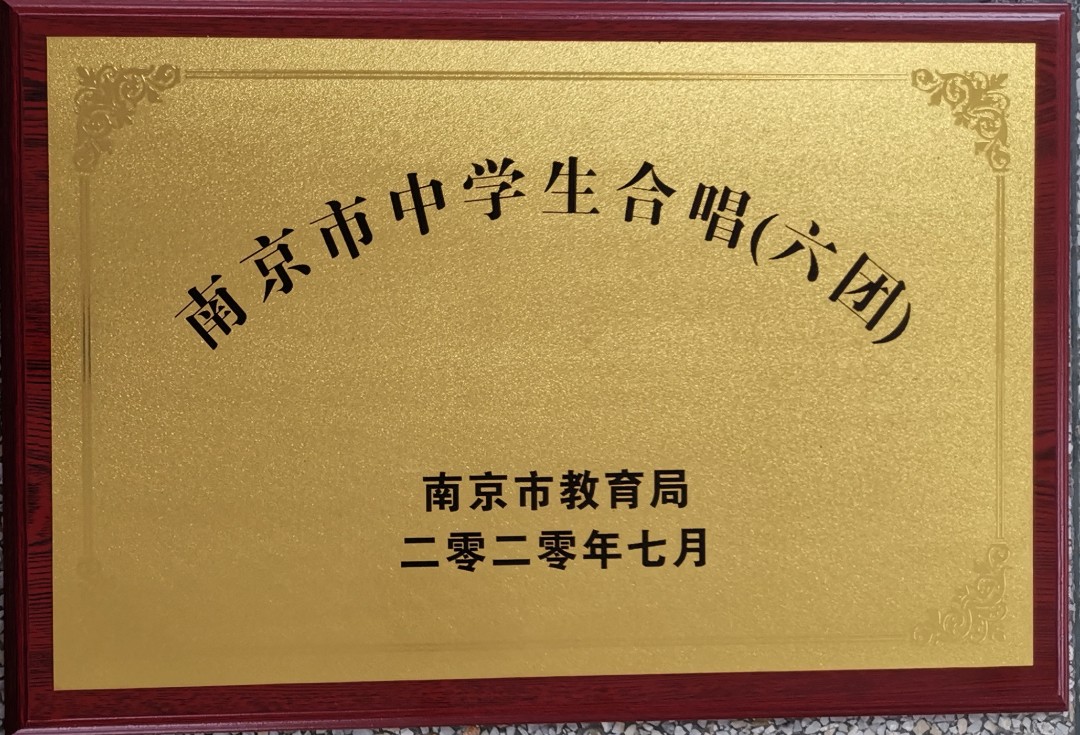 南京市中学生合唱(六团)
南京市教育局
二零二零年七月